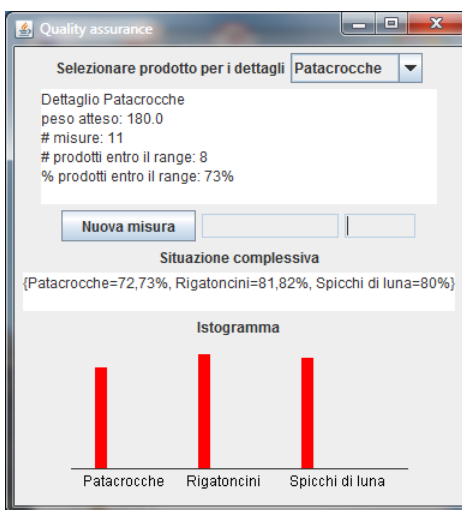 Quality assurance
Selezionare prodotto per i dettagli Patacrocche
Dettaglio Patacrocche
peso atteso: 180.0
# misure: 11
# prodotti entro il range: 8
% prodotti entro il range: 73%
Nuova misura
Situazione complessiva
{Patacrocche=72,73%, Rigatoncini=81,82%, Spicchi di luna=80%}
Istogramma
Patacrocche Rigatoncini Spicchi di luna